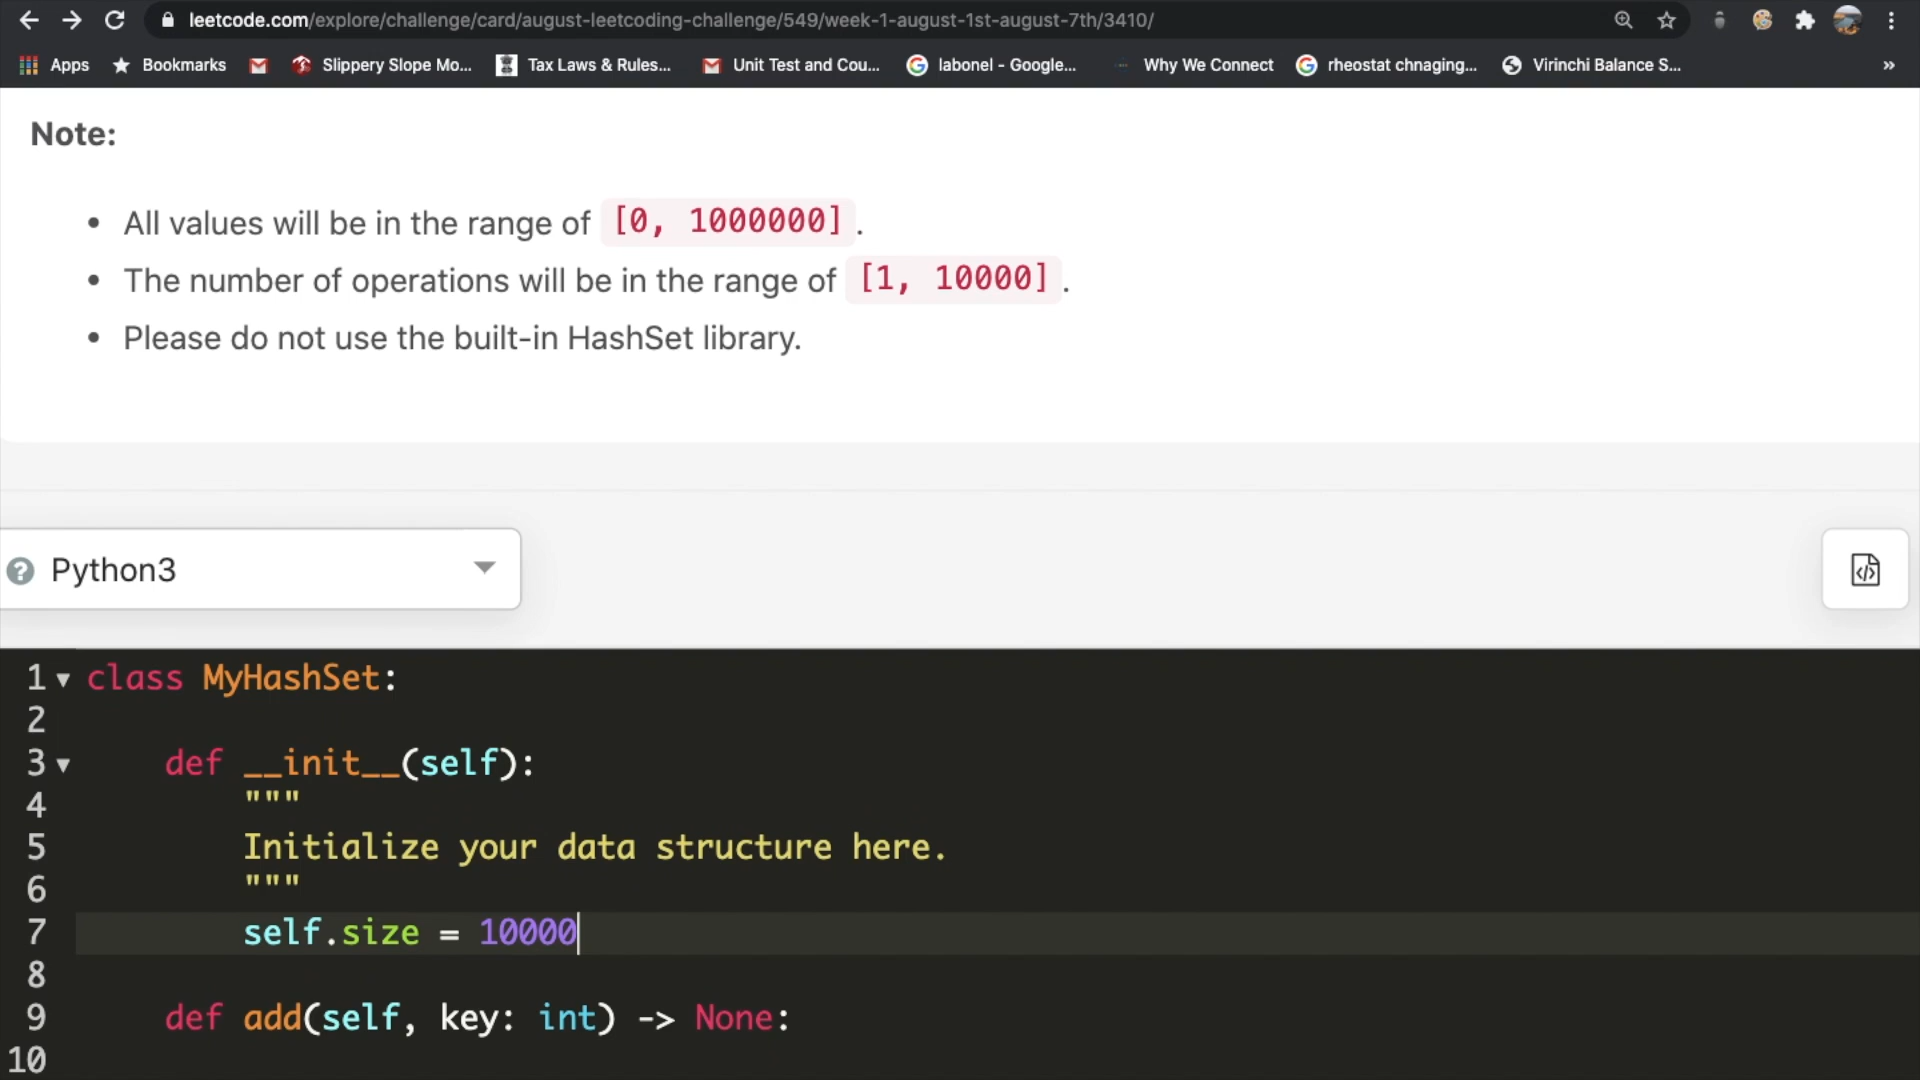 leetcode.com/explore/challenge/card/august-leetcoding-challenge/549/week-1-august-1st-august-7th/3410/
Apps Bookmarks Slippery Slope Mo... Tax Laws & Rules... Unit Test and Cou... labonel - Google... Why We Connect rheostat chnaging... Virinchi Balance S... »
Note:
• All values will be in the range of [0, 1000000].
• The number of operations will be in the range of [1, 10000].
• Please do not use the built-in HashSet library.
? Python3
1 class MyHashSet:
2
3 def __init__(self):
4 """
5 Initialize your data structure here.
6 """
7 self.size = 10000
8
9 def add(self, key: int) -> None:
10